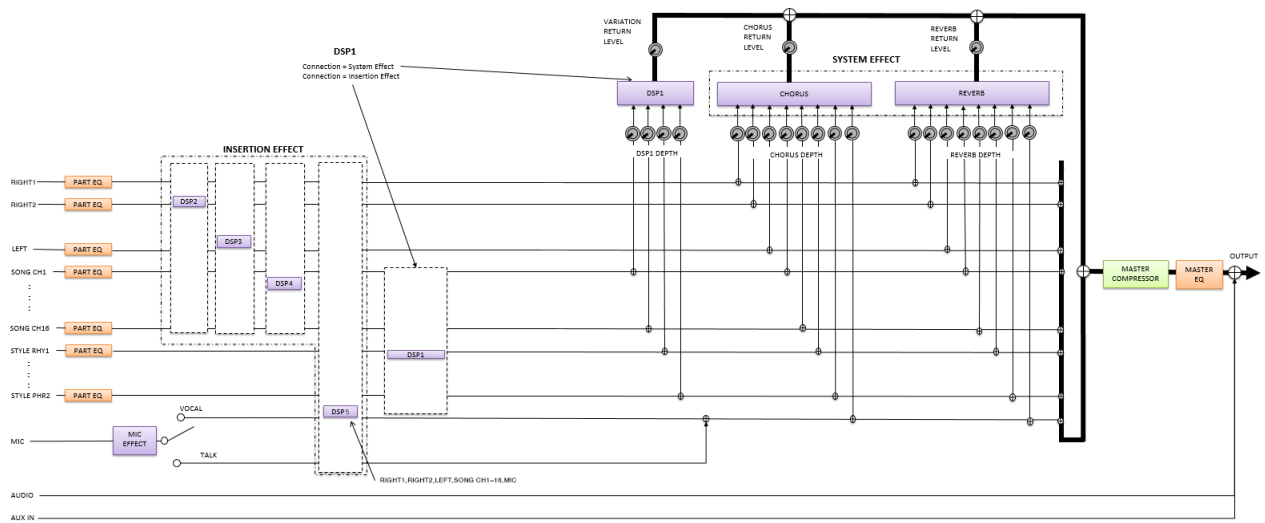 VARIATION
RETURN
LEVEL
CHORUS
RETURN
LEVEL
REVERB
RETURN
LEVEL
DSP1
Connection = System Effect
Connection = Insertion Effect
SYSTEM EFFECT
DSP1
CHORUS
REVERB
DSP1 DEPTH
CHORUS DEPTH
REVERB DEPTH
INSERTION EFFECT
RIGHT1
PART EQ
RIGHT2
PART EQ
DSP2
LEFT
PART EQ
DSP3
SONG CH1
PART EQ
DSP4
SONG CH16
PART EQ
STYLE RHY1
PART EQ
DSP1
STYLE PHR2
PART EQ
DSP5
VOCAL
MIC
MIC
EFFECT
TALK
RIGHT1,RIGHT2,LEFT,SONG CH1~16,MIC
AUDIO
AUX IN
MASTER
COMPRESSOR
MASTER
EQ
OUTPUT